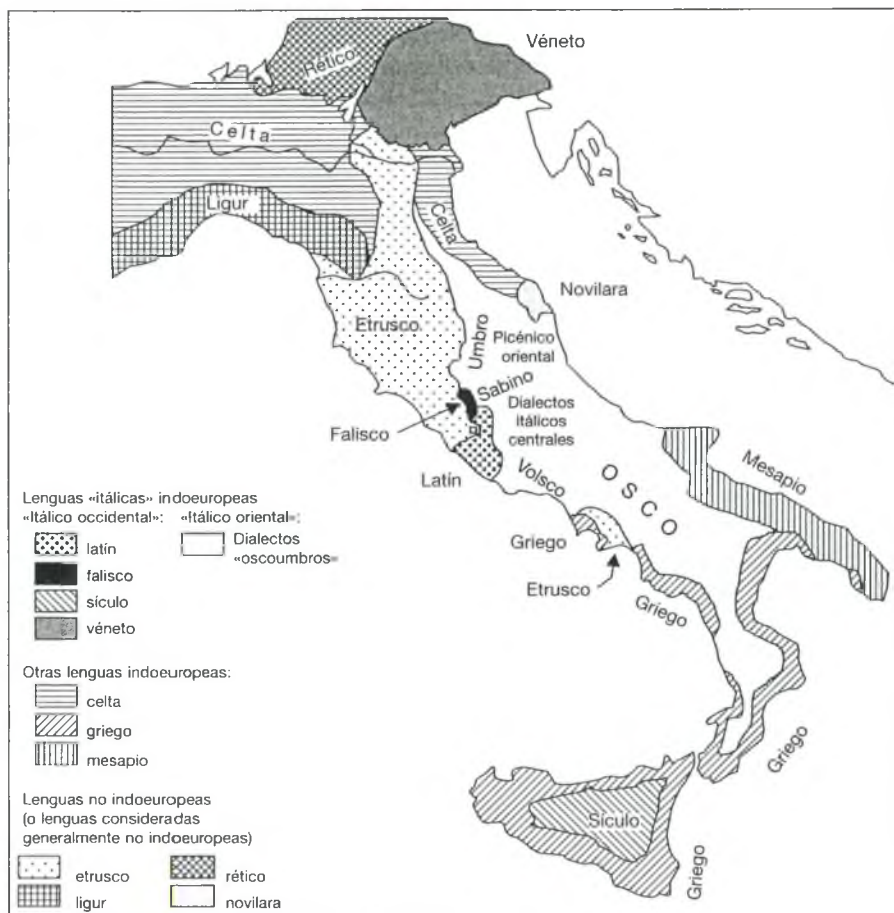 Véneto
Rético
Celta
Ligur
Celta
Novilara
Etrusco
Umbro
Picénico
oriental
Sabino
Dialectos
itálicos
centrales
Falisco
Latín
Volsco
OSCO
Mesapio
Griego
Etrusco
Griego
Griego
Sículo
Griego
Lenguas «itálicas» indoeuropeas
«Itálico occidental»: «Itálico oriental»:
latín
Dialectos
«oscoumbros»
falisco
sículo
véneto
Otras lenguas indoeuropeas:
celta
griego
mesapio
Lenguas no indoeuropeas
(o lenguas consideradas
generalmente no indoeuropeas)
etrusco rético
ligur novilara